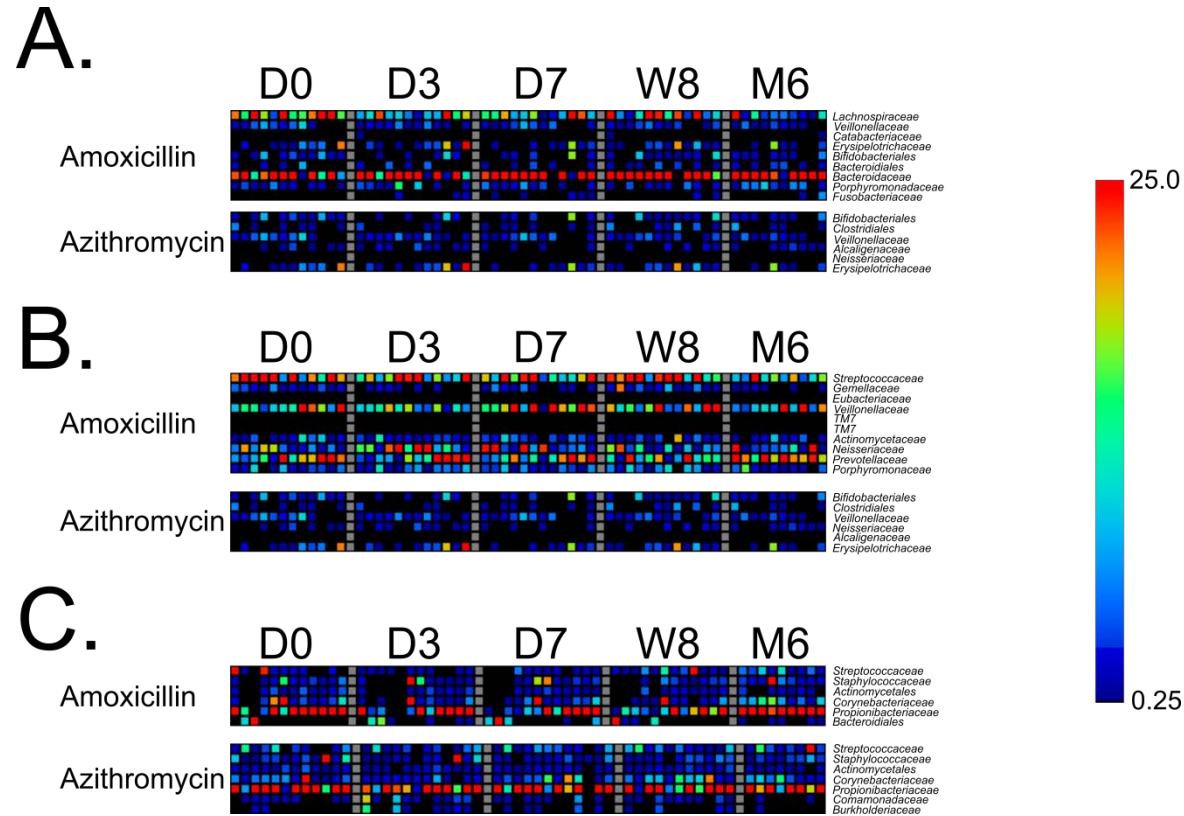 A.
D0 D3 D7 W8 M6
Amoxicillin
Lachnospiraceae
Veillonellaceae
Catabacteriaceae
Erysipelotrichaceae
Bifidobacteriales
Bacteroidiales
Bacteroidaceae
Porphyromonadaceae
Fusobacteriaceae
Azithromycin
Bifidobacteriales
Clostridiales
Veillonellaceae
Alcaligenaceae
Neisseriaceae
Erysipelotrichaceae
B.
D0 D3 D7 W8 M6
Amoxicillin
Streptococcaceae
Gemellaceae
Eubacteriaceae
Veillonellaceae
TM7
TM7
Actinomycetaceae
Neisseriaceae
Prevotellaceae
Porphyromonaceae
Azithromycin
Bifidobacteriales
Clostridiales
Veillonellaceae
Neisseriaceae
Alcaligenaceae
Erysipelotrichaceae
C.
D0 D3 D7 W8 M6
Amoxicillin
Streptococcaceae
Staphylococcaceae
Actinomycetales
Corynebacteriaceae
Propionibacteriaceae
Bacteroidiales
Azithromycin
Streptococcaceae
Staphylococcaceae
Actinomycetales
Corynebacteriaceae
Propionibacteriaceae
Comamonadaceae
Burkholderiaceae
25.0
0.25